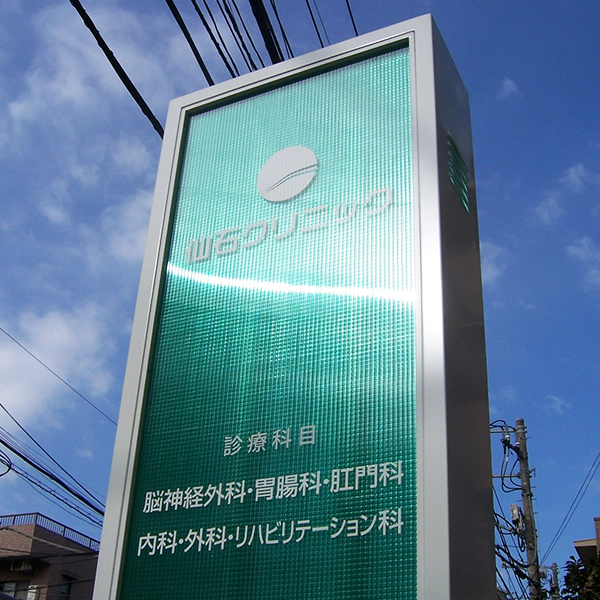 仙石クリニック
診療科目
脳神経外科・胃腸科・肛門科
内科・外科・リハビリテーション科